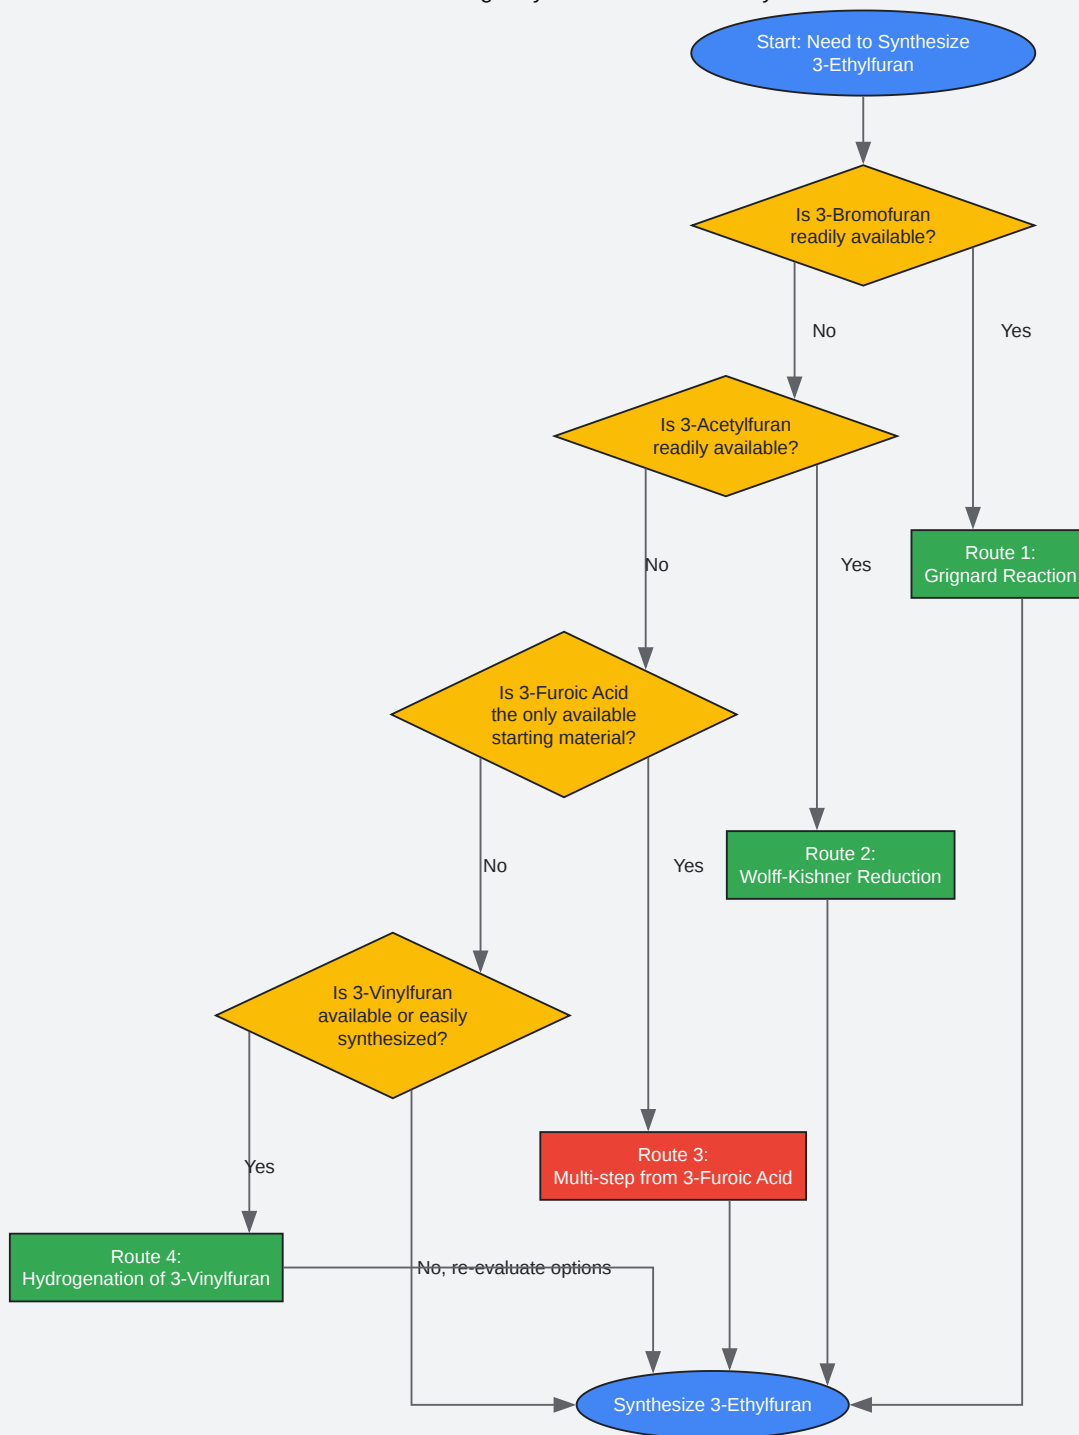 Start: Need to Synthesize
3-Ethylfuran
Is 3-Bromofuran
readily available?
No
Yes
Is 3-Acetylfuran
readily available?
Route 1:
Grignard Reaction
No
Yes
Is 3-Furoic Acid
the only available
starting material?
Route 2:
Wolff-Kishner Reduction
No
Yes
Is 3-Vinylfuran
available or easily
synthesized?
Route 3:
Multi-step from 3-Furoic Acid
Yes
Route 4:
Hydrogenation of 3-Vinylfuran
No, re-evaluate options
Synthesize 3-Ethylfuran